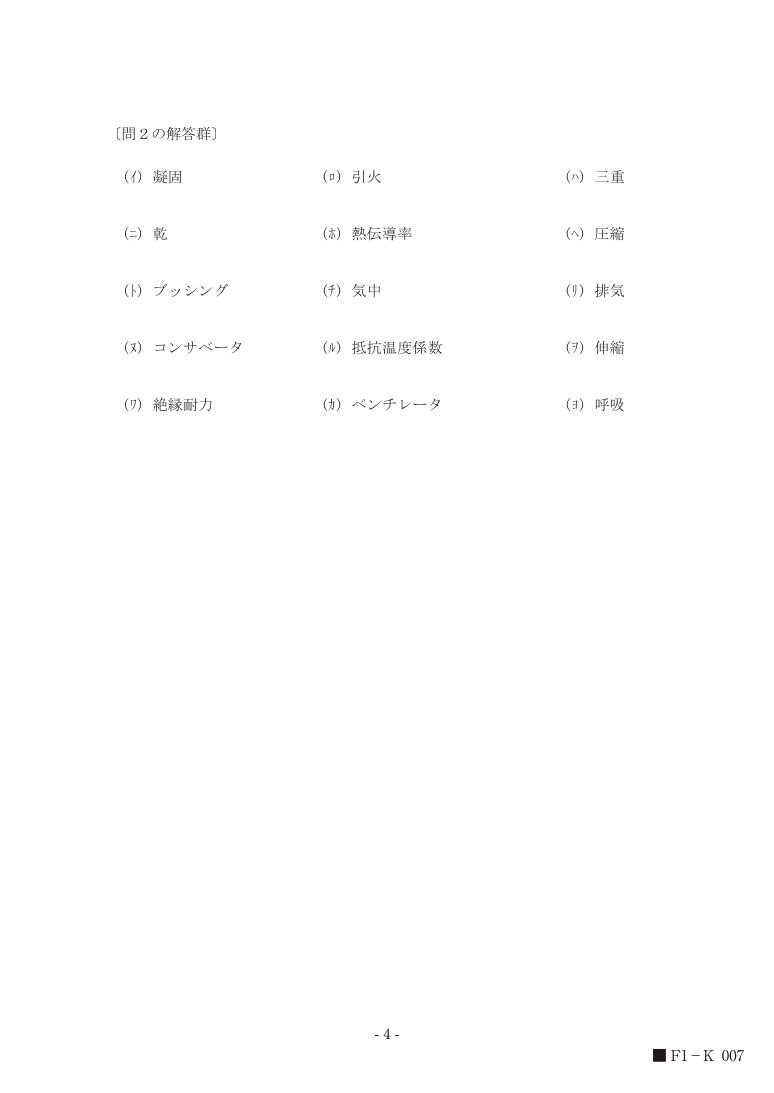 〔問２の解答群〕
(ｲ) 凝固 (ﾛ) 引火 (ﾊ) 三重
(ﾆ) 乾 (ﾎ) 熱伝導率 (ﾍ) 圧縮
(ﾄ) ブッシング (ﾁ) 気中 (ﾘ) 排気
(ﾇ) コンサベータ (ﾙ) 抵抗温度係数 (ｦ) 伸縮
(ﾜ) 絶縁耐力 (ｶ) ベンチレータ (ﾖ) 呼吸
- 4 -
■ F1－K 007